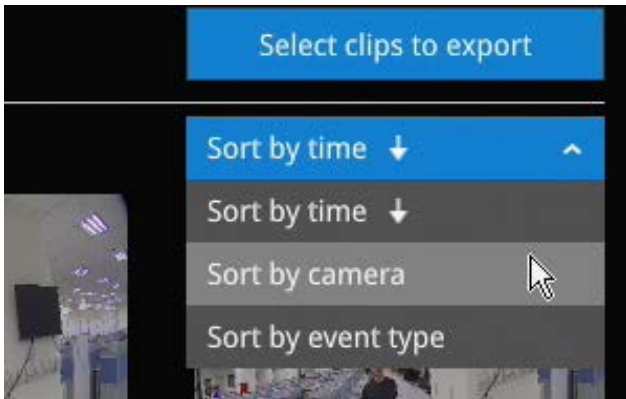 Select clips to export
Sort by time ↓
Sort by time ↓
Sort by camera
Sort by event type